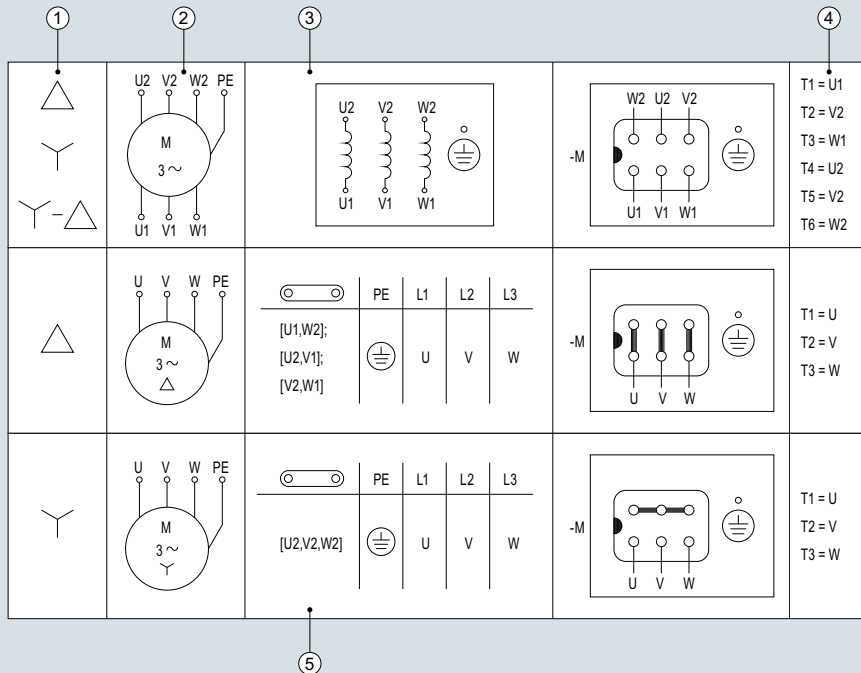 1 2 3 4
U2 V2 W2 PE
M
3~
U1 V1 W1
U2 V2 W2
U1 V1 W1
-M
W2 U2 V2
U1 V1 W1
T1 = U1
T2 = V2
T3 = W1
T4 = U2
T5 = V2
T6 = W2
U V W PE
M
3~
PE L1 L2 L3
[U1,W2];
[U2,V1];
[V2,W1]
U V W
-M
U V W
T1 = U
T2 = V
T3 = W
U V W PE
M
3~
PE L1 L2 L3
[U2,V2,W2] U V W
-M
U V W
T1 = U
T2 = V
T3 = W
5